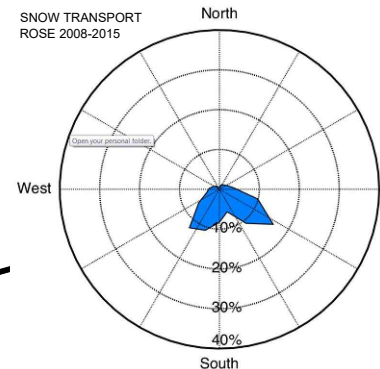 SNOW TRANSPORT
ROSE 2008-2015
North
Open your personal folder.
West
10%
20%
30%
40%
South